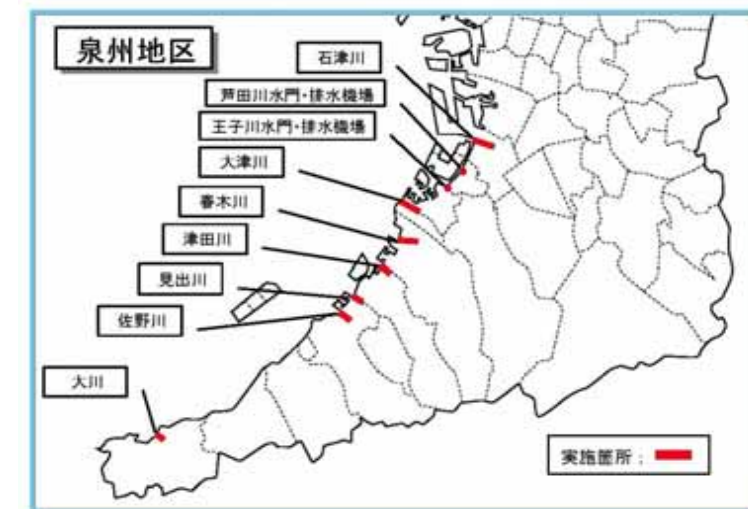 泉州地区
石津川
芦田川水門・排水機場
王子川水門・排水機場
大津川
春木川
津田川
見出川
佐野川
大川
実施箇所：